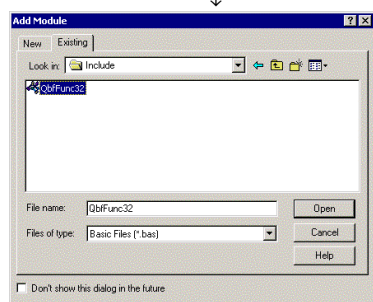 Add Module
New Existing
Look in: Include
QbfFunc32
File name: QbfFunc32 Open
Files of type: Basic Files (*.bas) Cancel
Help
Don't show this dialog in the future